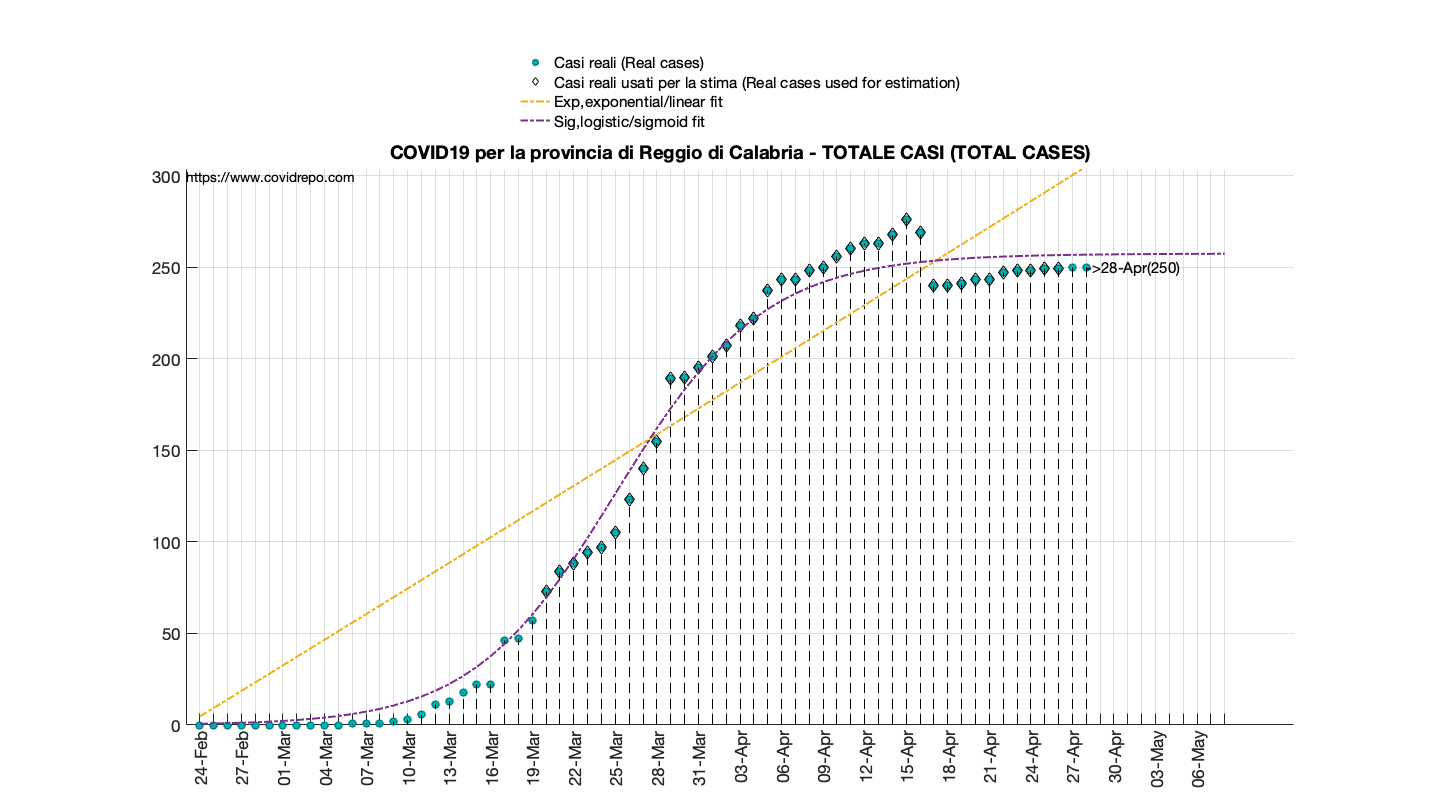 Casi reali (Real cases)
Casi reali usati per la stima (Real cases used for estimation)
Exp,exponential/linear fit
Sig,logistic/sigmoid fit
COVID19 per la provincia di Reggio di Calabria - TOTALE CASI (TOTAL CASES)
https://www.covidrepo.com
300
250
200
150
100
50
0
->28-Apr(250)
24-Feb
27-Feb
01-Mar
04-Mar
07-Mar
10-Mar
13-Mar
16-Mar
19-Mar
22-Mar
25-Mar
28-Mar
31-Mar
03-Apr
06-Apr
09-Apr
12-Apr
15-Apr
18-Apr
21-Apr
24-Apr
27-Apr
30-Apr
03-May
06-May